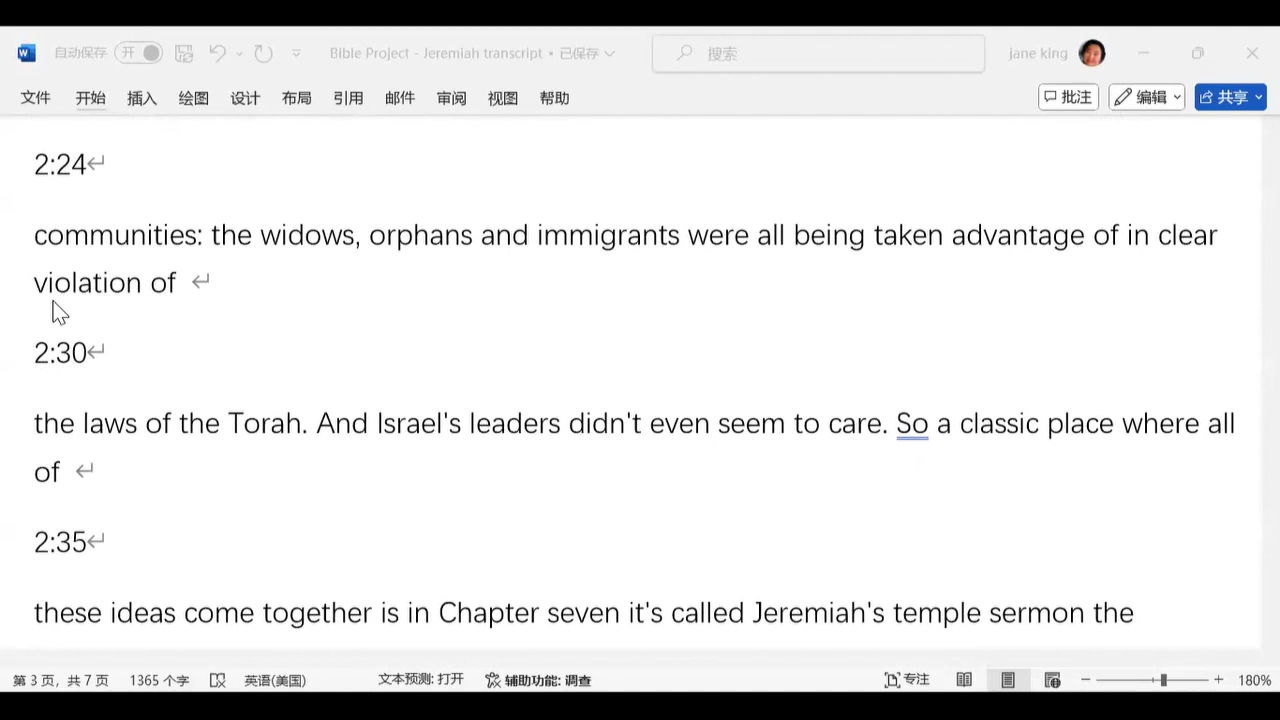 自动保存 开 Bible Project - Jeremiah transcript • 已保存 搜索 jane king
文件 开始 插入 绘图 设计 布局 引用 邮件 审阅 视图 帮助 批注 编辑 共享
2:24
communities: the widows, orphans and immigrants were all being taken advantage of in clear
violation of
2:30
the laws of the Torah. And Israel's leaders didn't even seem to care. So a classic place where all
of
2:35
these ideas come together is in Chapter seven it's called Jeremiah's temple sermon the
第 3 页，共 7 页 1365 个字 英语(美国) 文本预测: 打开 辅助功能: 调查 专注 180%